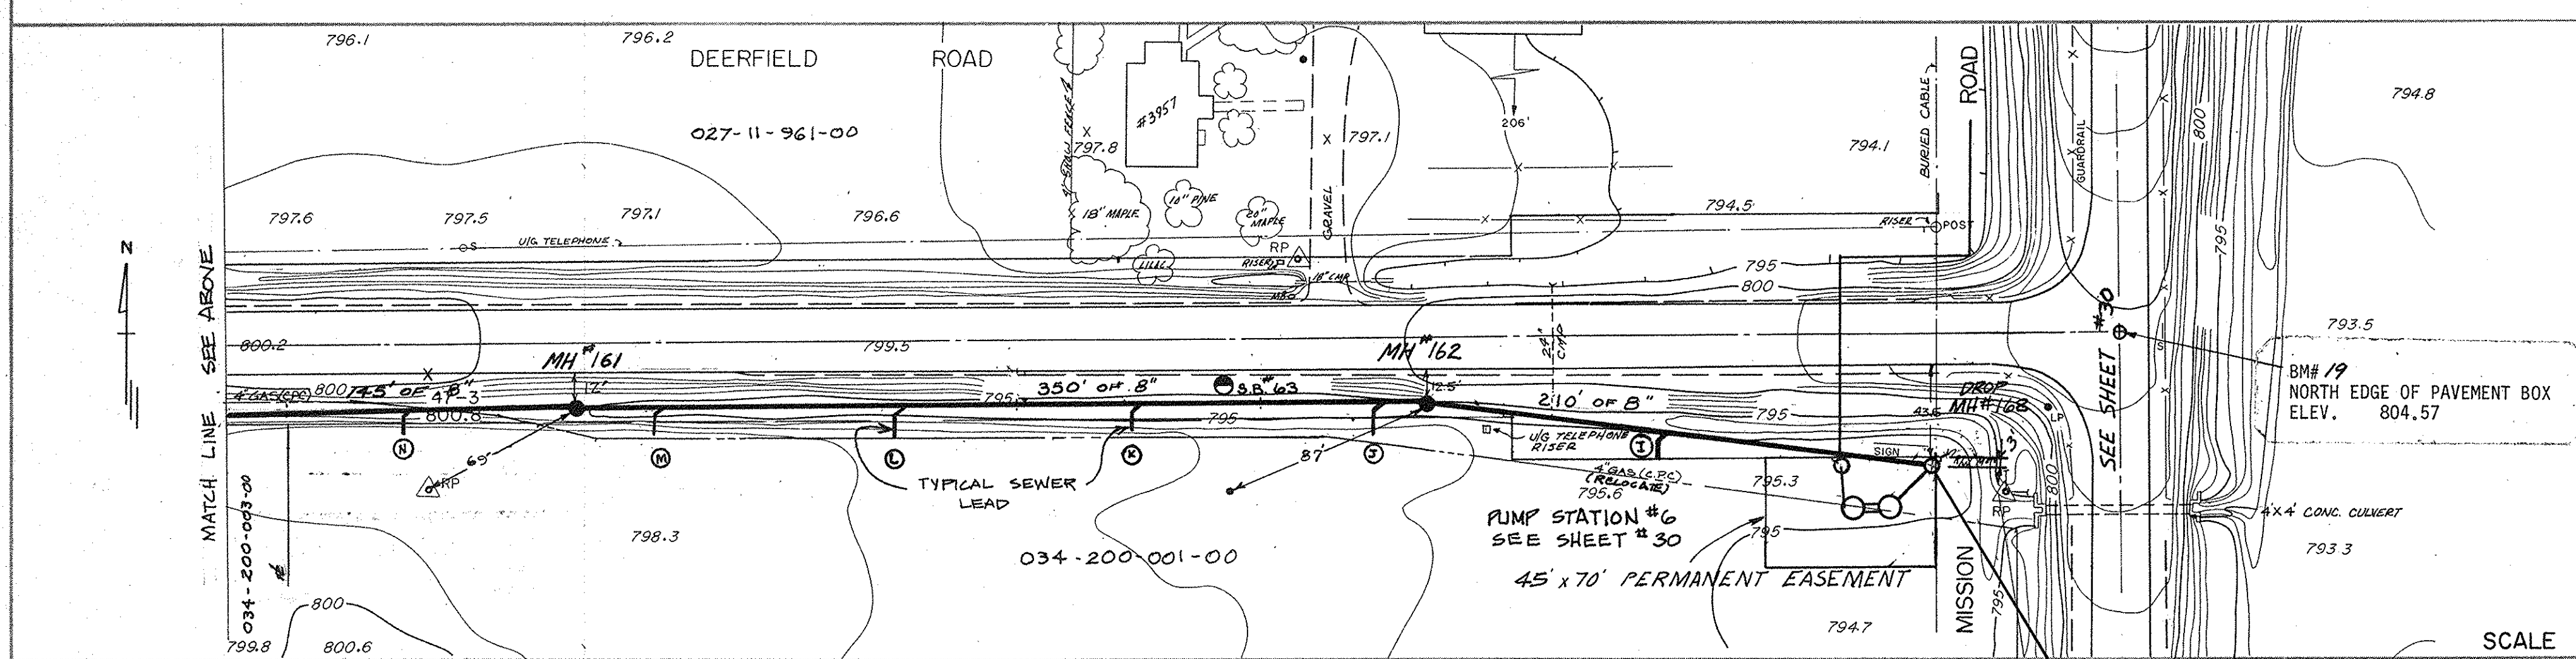 796.1
796.2
DEERFIELD ROAD
027-11-961-00
#3957
797.8
797.1
206'
794.1
BURIED CABLE
ROAD
GUARDRAIL
800
795
794.8
797.6
797.5
797.1
796.6
18" MAPLE
10" PINE
20" MAPLE
GRAVEL
794.5
RISER
POST
S
U/G TELEPHONE
N
LILAC
RP
RISER
18" CMP
795
800
24" CMP
SEE SHEET #30
793.5
BM# 19
NORTH EDGE OF PAVEMENT BOX
ELEV. 804.57
S
800.2
799.5
MH #161
MH #162
MATCH LINE SEE ABOVE
4" GAS (CPC)
800
145' OF 8"
800.8
12'
795
350' OF 8"
S.B. #63
12.5'
795
210' OF 8"
795
43.6
DROP
MH #168
LP
3'
N
M
L
K
J
I
69'
RP
87'
TYPICAL SEWER
LEAD
U/G TELEPHONE
RISER
4" GAS (C.P.C)
(RELOCATE)
795.6
795.3
SIGN
RP
800
4'X4' CONC. CULVERT
793.3
034-200-003-00
798.3
034-200-001-00
PUMP STATION #6
SEE SHEET #30
795
45' x 70' PERMANENT EASEMENT
MISSION
795
800
799.8
800.6
794.7
SCALE